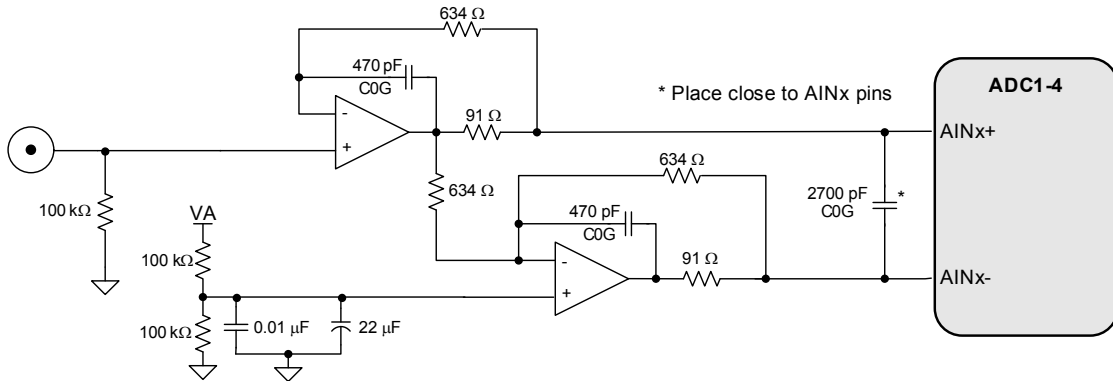 634 Ω
470 pF
C0G
* Place close to AINx pins
ADC1-4
-
+
91 Ω
AINx+
634 Ω
634 Ω
100 kΩ
VA
470 pF
C0G
2700 pF
C0G
*
100 kΩ
-
+
91 Ω
AINx-
100 kΩ
0.01 µF
22 µF